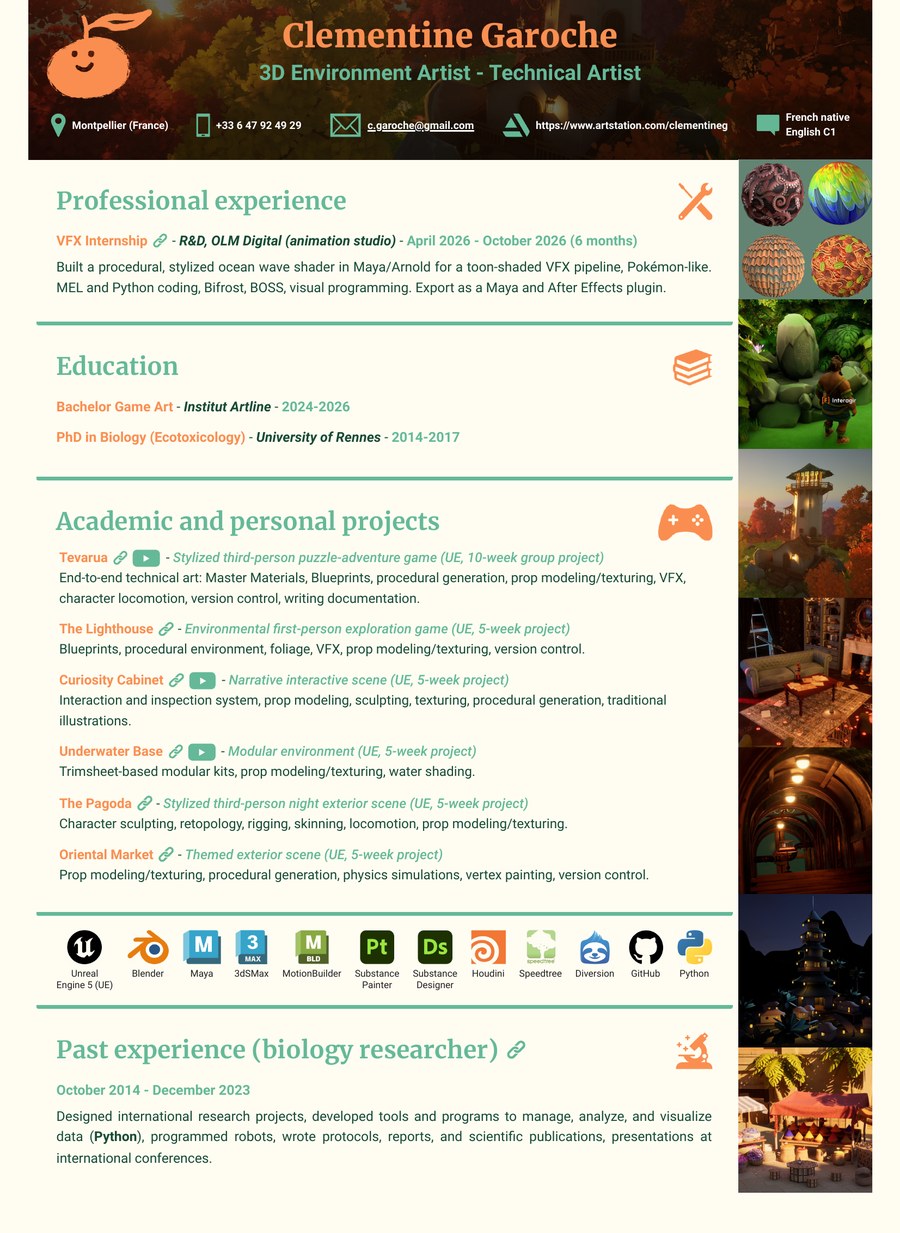 Clementine Garoche
3D Environment Artist - Technical Artist
Montpellier (France)
+33 6 47 92 49 29
c.garoche@gmail.com
https://www.artstation.com/clementineg
French native
English C1
Professional experience
VFX Internship - R&D, OLM Digital (animation studio) - April 2026 - October 2026 (6 months)
Built a procedural, stylized ocean wave shader in Maya/Arnold for a toon-shaded VFX pipeline, Pokémon-like.
MEL and Python coding, Bifrost, BOSS, visual programming. Export as a Maya and After Effects plugin.
Education
Bachelor Game Art - Institut Artline - 2024-2026
PhD in Biology (Ecotoxicology) - University of Rennes - 2014-2017
Academic and personal projects
Tevarua - Stylized third-person puzzle-adventure game (UE, 10-week group project)
End-to-end technical art: Master Materials, Blueprints, procedural generation, prop modeling/texturing, VFX,
character locomotion, version control, writing documentation.
The Lighthouse - Environmental first-person exploration game (UE, 5-week project)
Blueprints, procedural environment, foliage, VFX, prop modeling/texturing, version control.
Curiosity Cabinet - Narrative interactive scene (UE, 5-week project)
Interaction and inspection system, prop modeling, sculpting, texturing, procedural generation, traditional
illustrations.
Underwater Base - Modular environment (UE, 5-week project)
Trimsheet-based modular kits, prop modeling/texturing, water shading.
The Pagoda - Stylized third-person night exterior scene (UE, 5-week project)
Character sculpting, retopology, rigging, skinning, locomotion, prop modeling/texturing.
Oriental Market - Themed exterior scene (UE, 5-week project)
Prop modeling/texturing, procedural generation, physics simulations, vertex painting, version control.
M
3
MAX
M
BLD
Pt
Ds
speedtree
Unreal
Engine 5 (UE)
Blender
Maya
3dSMax
MotionBuilder
Substance
Painter
Substance
Designer
Houdini
Speedtree
Diversion
GitHub
Python
Past experience (biology researcher)
October 2014 - December 2023
Designed international research projects, developed tools and programs to manage, analyze, and visualize
data (Python), programmed robots, wrote protocols, reports, and scientific publications, presentations at
international conferences.
[F] Interagir